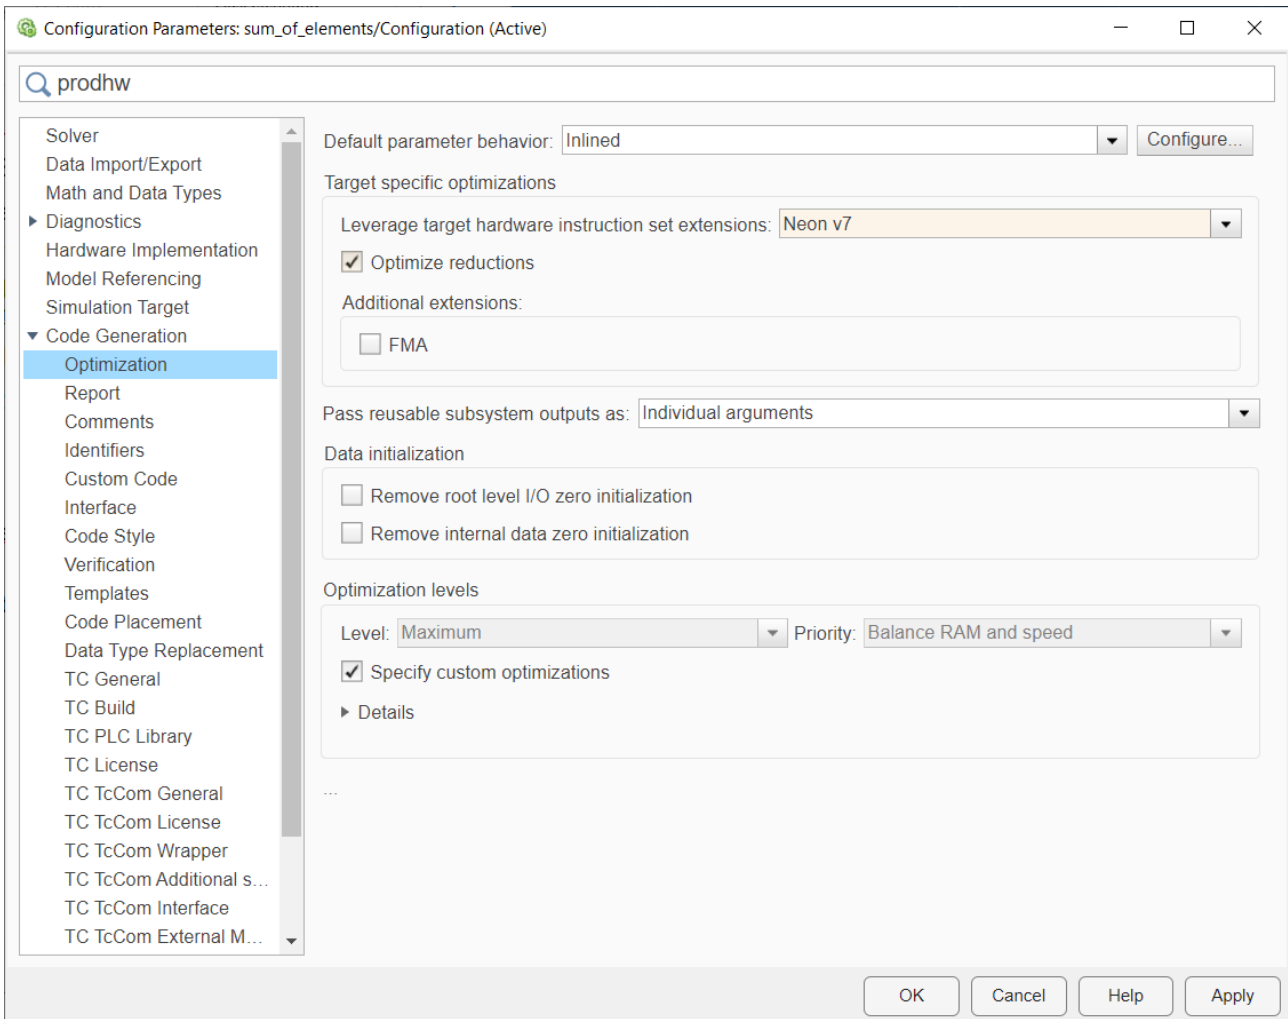 Configuration Parameters: sum_of_elements/Configuration (Active)
prodhw
Solver
Data Import/Export
Math and Data Types
Diagnostics
Hardware Implementation
Model Referencing
Simulation Target
Code Generation
Optimization
Report
Comments
Identifiers
Custom Code
Interface
Code Style
Verification
Templates
Code Placement
Data Type Replacement
TC General
TC Build
TC PLC Library
TC License
TC TcCom General
TC TcCom License
TC TcCom Wrapper
TC TcCom Additional s...
TC TcCom Interface
TC TcCom External M...
Default parameter behavior: Inlined Configure...
Target specific optimizations
Leverage target hardware instruction set extensions: Neon v7
Optimize reductions
Additional extensions:
FMA
Pass reusable subsystem outputs as: Individual arguments
Data initialization
Remove root level I/O zero initialization
Remove internal data zero initialization
Optimization levels
Level: Maximum Priority: Balance RAM and speed
Specify custom optimizations
Details
...
OK Cancel Help Apply